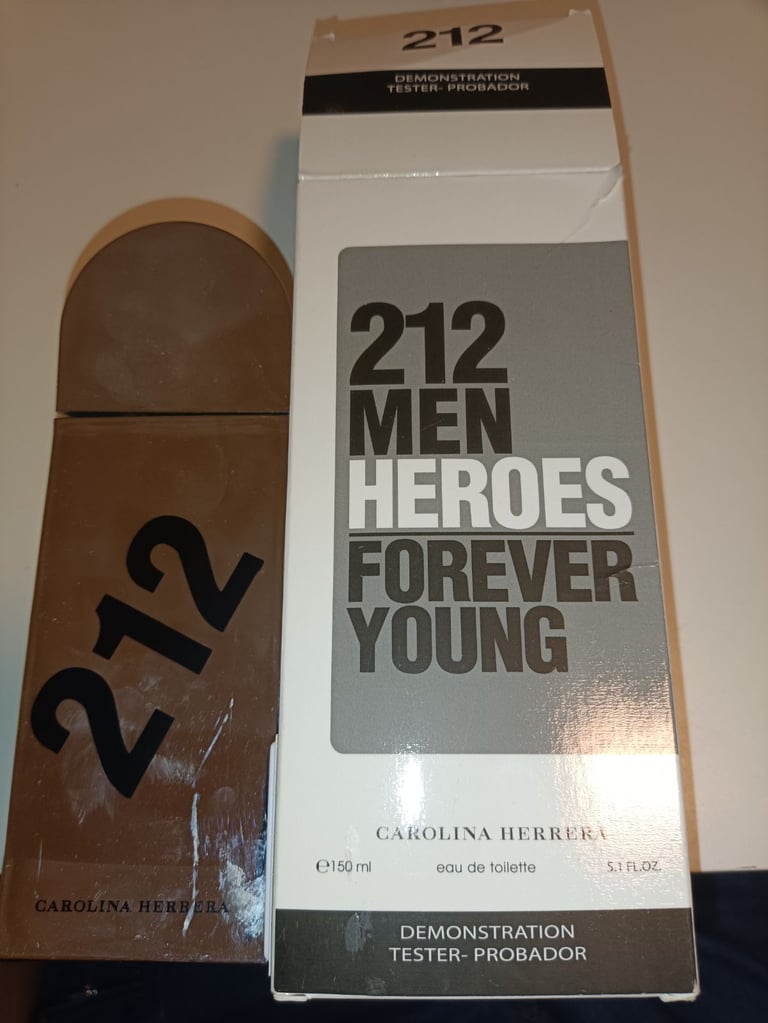 212
DEMONSTRATION
TESTER- PROBADOR
212
MEN
HEROES
FOREVER
YOUNG
CAROLINA HERRERA
℮150 ml eau de toilette 5.1 FL.OZ.
DEMONSTRATION
TESTER- PROBADOR
212
CAROLINA HERRERA